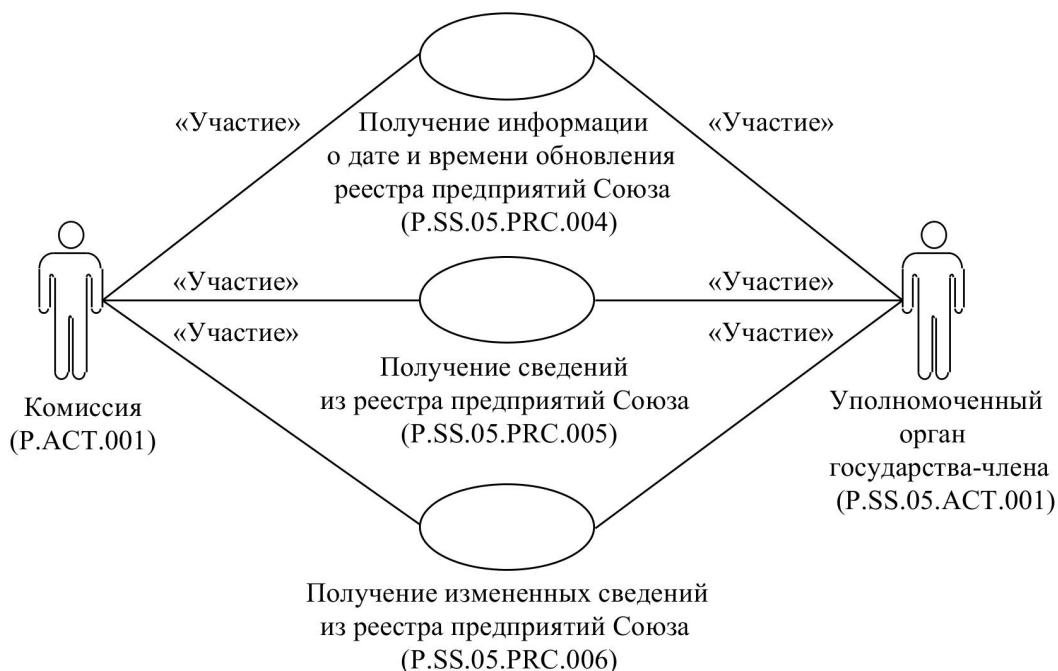 «Участие»
«Участие»
Получение информации
о дате и времени обновления
реестра предприятий Союза
(P.SS.05.PRC.004)
«Участие»
«Участие»
«Участие»
«Участие»
Получение сведений
из реестра предприятий Союза
(P.SS.05.PRC.005)
Комиссия
(P.ACT.001)
Уполномоченный
орган
государства-члена
(P.SS.05.ACT.001)
Получение измененных сведений
из реестра предприятий Союза
(P.SS.05.PRC.006)